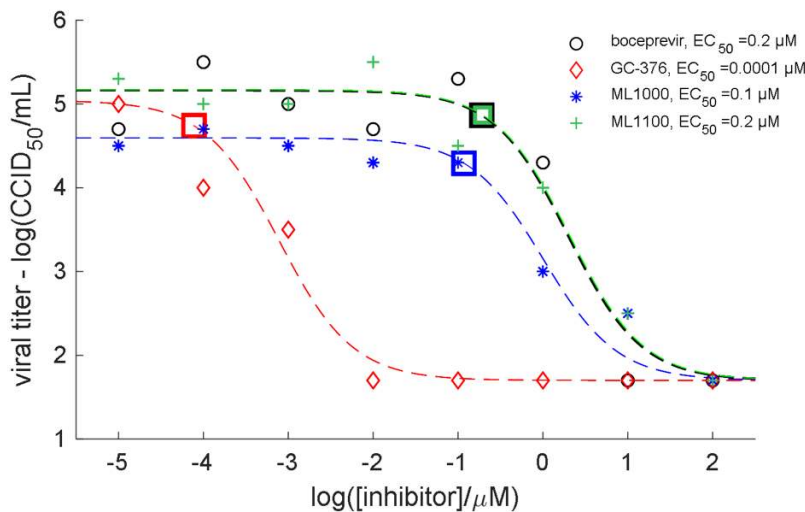 6
5
4
3
2
1
viral titer - log(CCID50/mL)
-5 -4 -3 -2 -1 0 1 2
log([inhibitor]/μM)
boceprevir, EC50 =0.2 μM
GC-376, EC50 =0.0001 μM
ML1000, EC50 =0.1 μM
ML1100, EC50 =0.2 μM